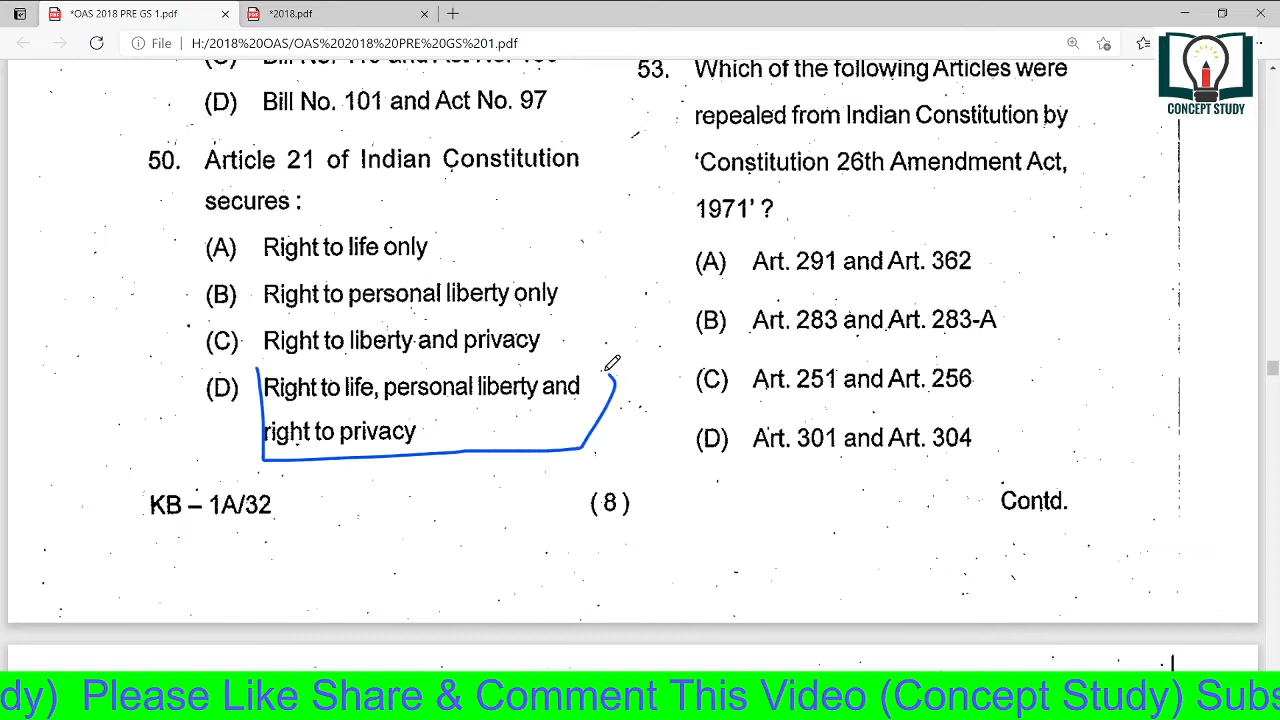 *OAS 2018 PRE GS 1.pdf
*2018.pdf
File
H:/2018%20OAS/OAS%202018%20PRE%20GS%201.pdf
CONCEPT STUDY
(D) Bill No. 101 and Act No. 97
50. Article 21 of Indian Constitution
secures :
(A) Right to life only
(B) Right to personal liberty only
(C) Right to liberty and privacy
(D) Right to life, personal liberty and
right to privacy
53. Which of the following Articles were
repealed from Indian Constitution by
‘Constitution 26th Amendment Act,
1971’ ?
(A) Art. 291 and Art. 362
(B) Art. 283 and Art. 283-A
(C) Art. 251 and Art. 256
(D) Art. 301 and Art. 304
KB – 1A/32
( 8 )
Contd.
dy) Please Like Share & Comment This Video (Concept Study) Subs